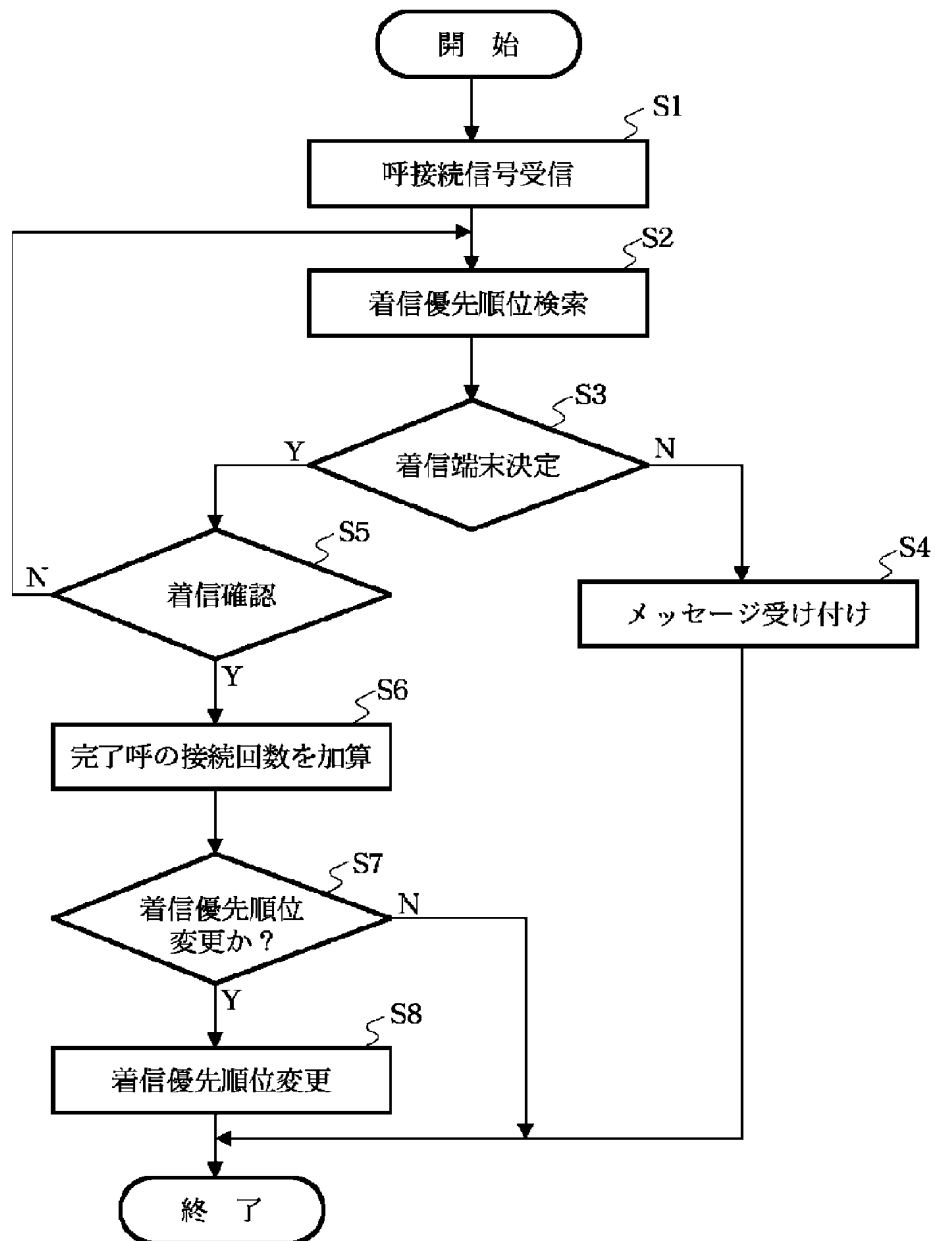 開 始
S1
呼接続信号受信
S2
着信優先順位検索
S3
着信端末決定
Y
N
S5
着信確認
N
Y
S4
メッセージ受け付け
S6
完了呼の接続回数を加算
S7
着信優先順位
変更か？
N
Y
S8
着信優先順位変更
終 了